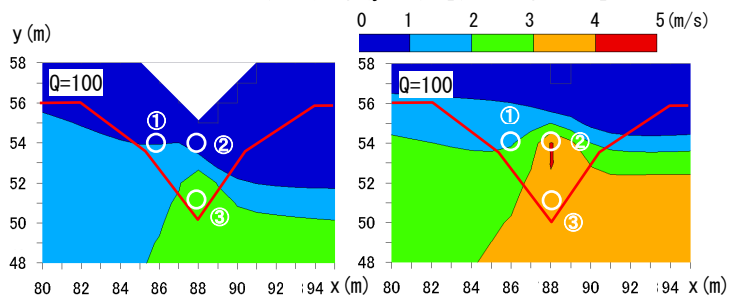 0 1 2 3 4 5(m/s)
y(m)
58 Q=100 58 Q=100
56 ① 56 ①
54 ② 54 ②
52 52
50 ③ 50 ③
48 48
80 82 84 86 88 90 92 94 x(m) 80 82 84 86 88 90 92 94 x(m)